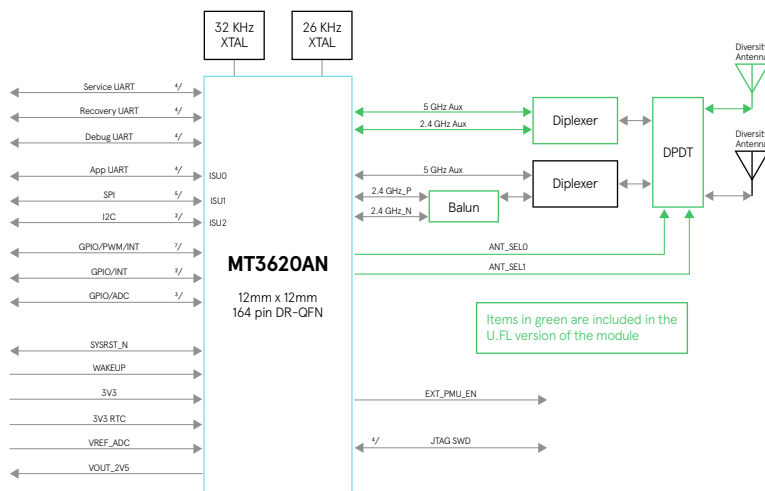 32 KHz
XTAL
26 KHz
XTAL
Service UART
4/
Recovery UART
4/
Debug UART
4/
App UART
4/
ISU0
SPI
5/
ISU1
I2C
2/
ISU2
GPIO/PWM/INT
7/
GPIO/INT
2/
GPIO/ADC
3/
SYSRST_N
WAKEUP
3V3
3V3 RTC
VREF_ADC
VOUT_2V5
MT3620AN
12mm x 12mm
164 pin DR-QFN
5 GHz Aux
2.4 GHz Aux
Diplexer
5 GHz Aux
2.4 GHz_P
2.4 GHz_N
Balun
Diplexer
DPDT
Diversity
Antenna
Diversity
Antenna
ANT_SEL0
ANT_SEL1
Items in green are included in the
U.FL version of the module
EXT_PMU_EN
4/
JTAG SWD